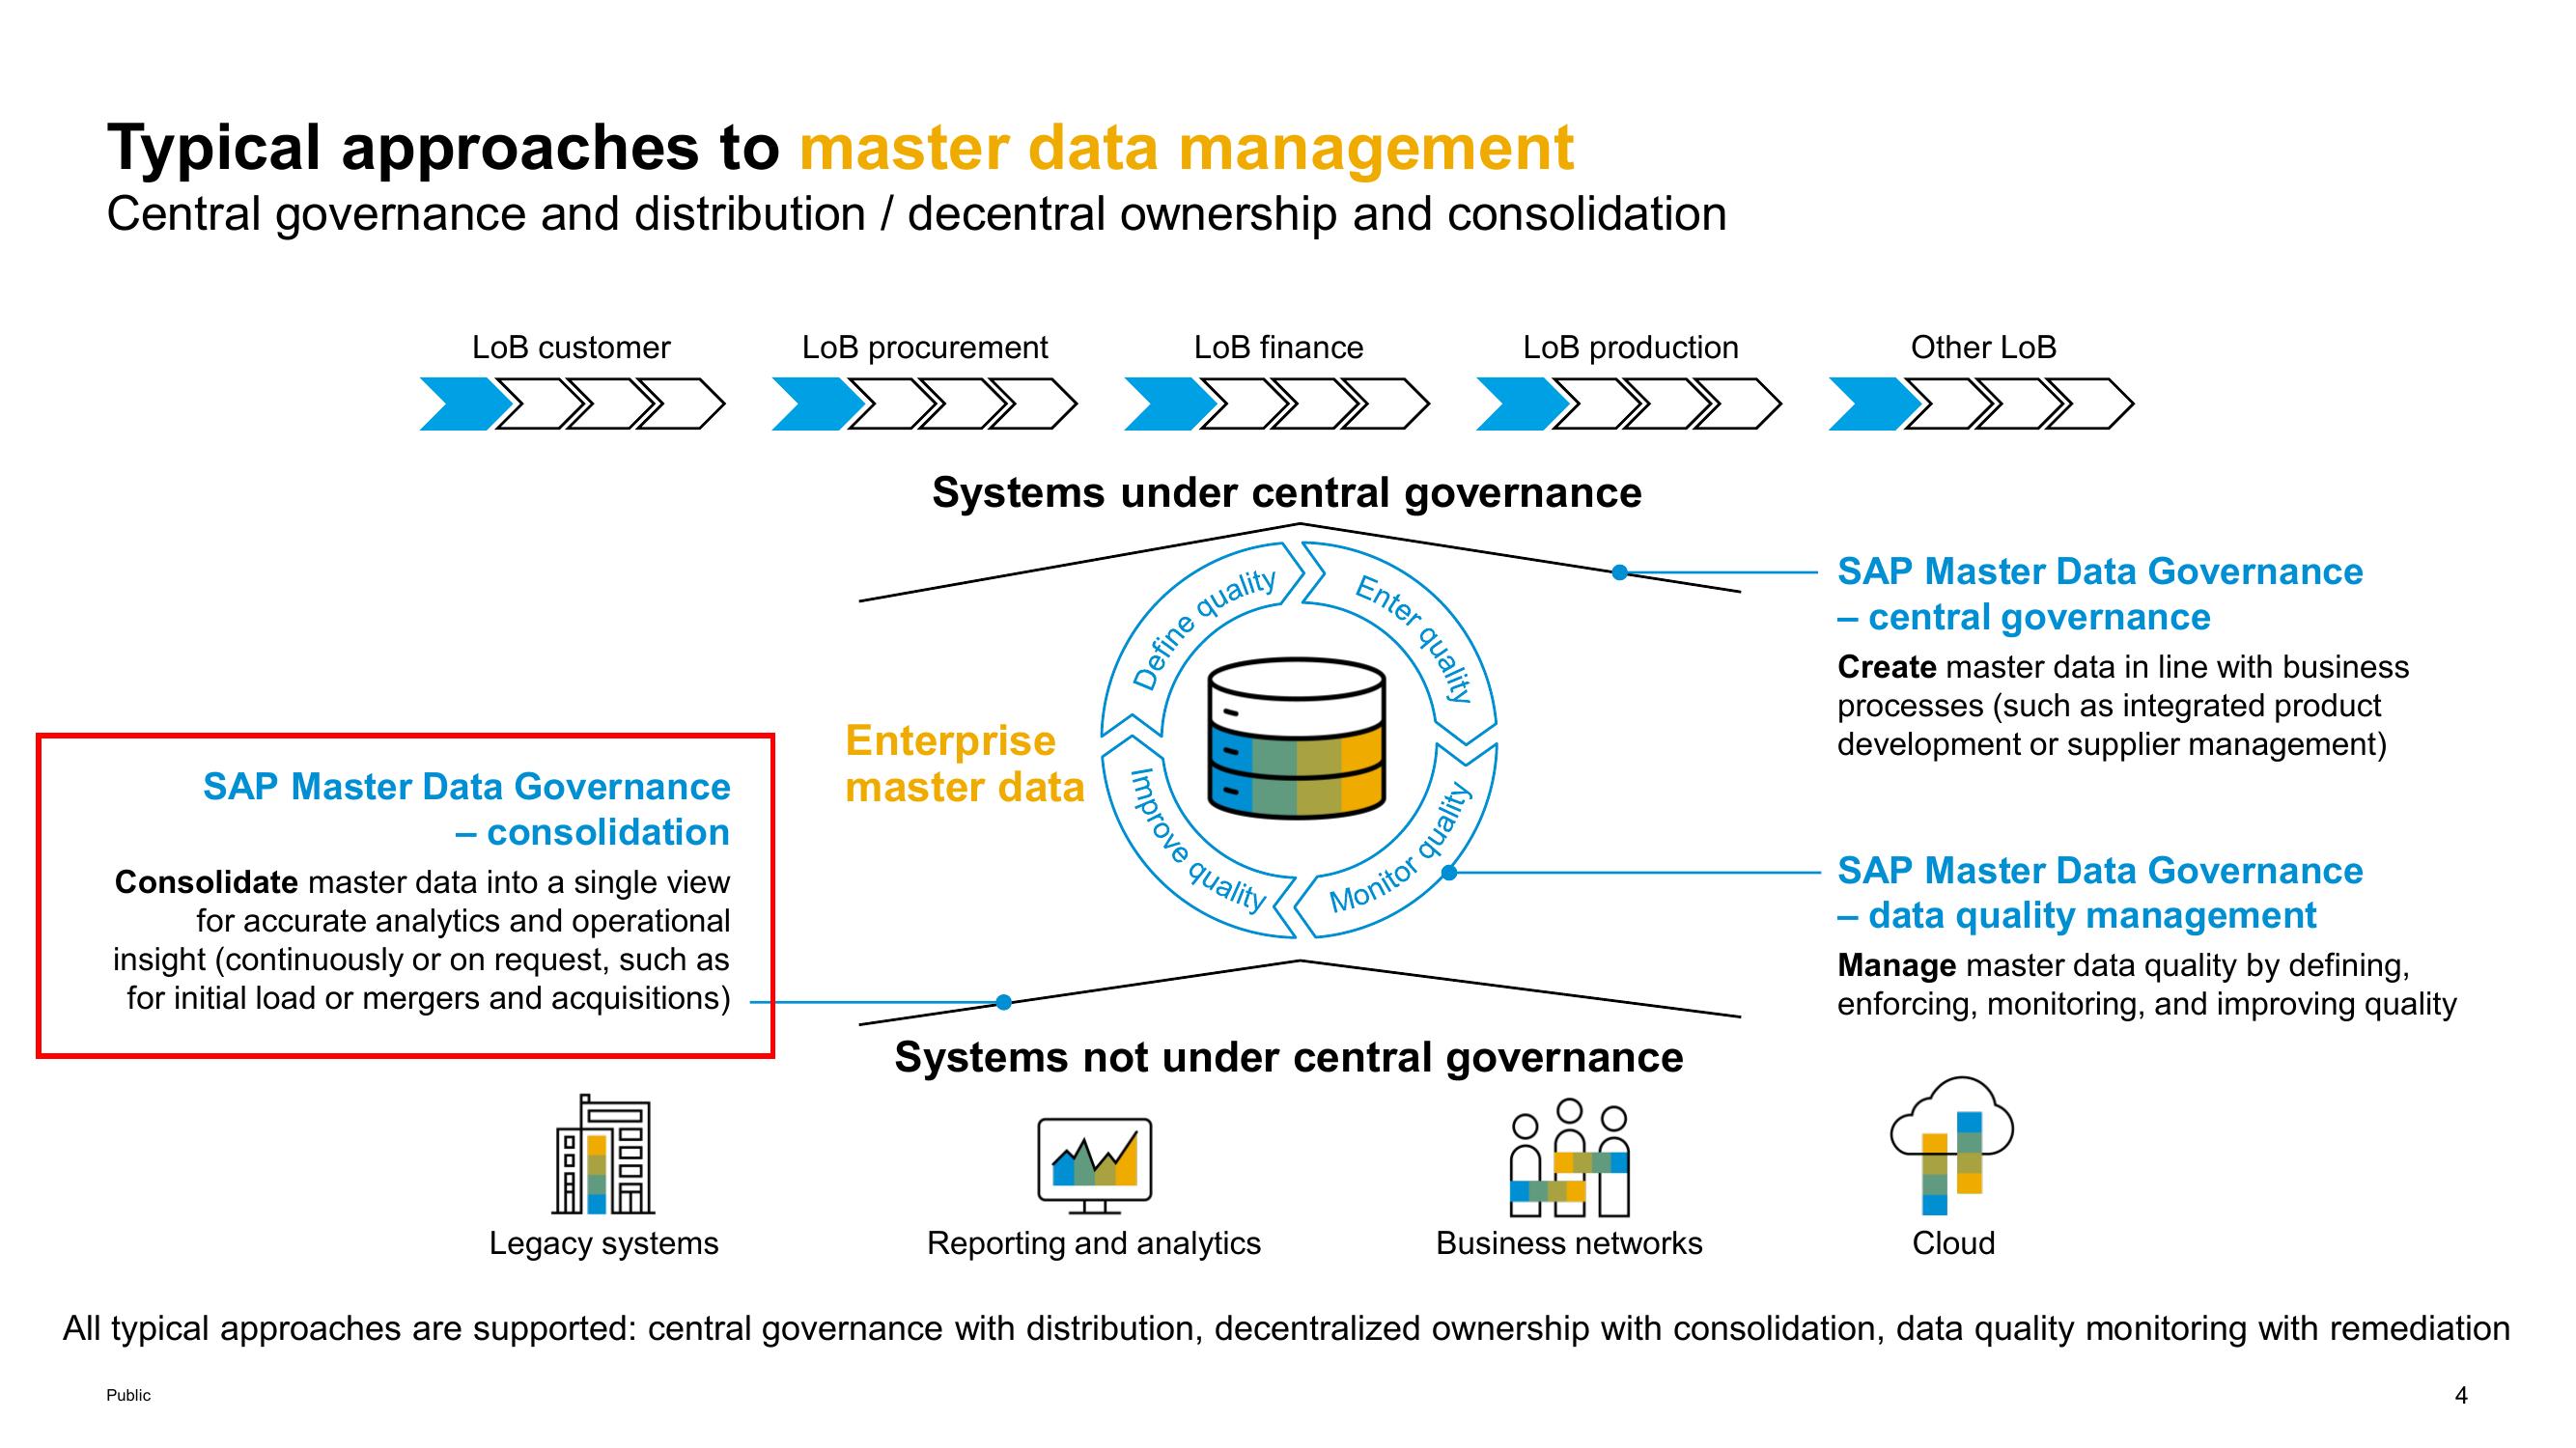 Typical approaches to master data management
Central governance and distribution / decentral ownership and consolidation
LoB customer
LoB procurement
LoB finance
LoB production
Other LoB
Systems under central governance
Define quality
Enter quality
Improve quality
Monitor quality
Enterprise
master data
SAP Master Data Governance
– central governance
Create master data in line with business
processes (such as integrated product
development or supplier management)
SAP Master Data Governance
– consolidation
Consolidate master data into a single view
for accurate analytics and operational
insight (continuously or on request, such as
for initial load or mergers and acquisitions)
SAP Master Data Governance
– data quality management
Manage master data quality by defining,
enforcing, monitoring, and improving quality
Systems not under central governance
Legacy systems
Reporting and analytics
Business networks
Cloud
All typical approaches are supported: central governance with distribution, decentralized ownership with consolidation, data quality monitoring with remediation
Public
4